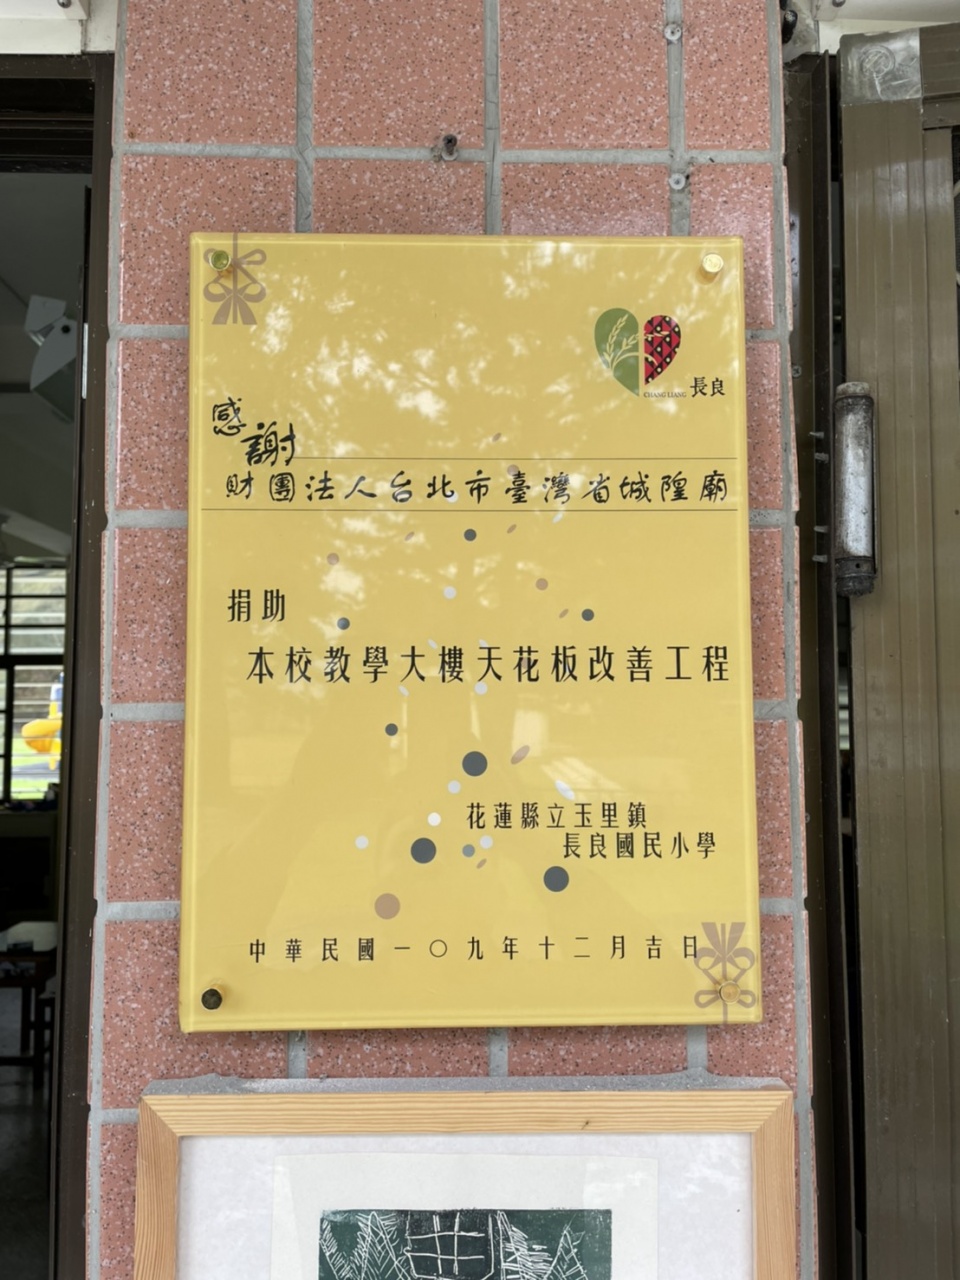 CHANG LIANG 長良
感謝
財團法人台北市臺灣省城隍廟
捐助
本校教學大樓天花板改善工程
花蓮縣立玉里鎮
長良國民小學
中華民國一〇九年十二月吉日